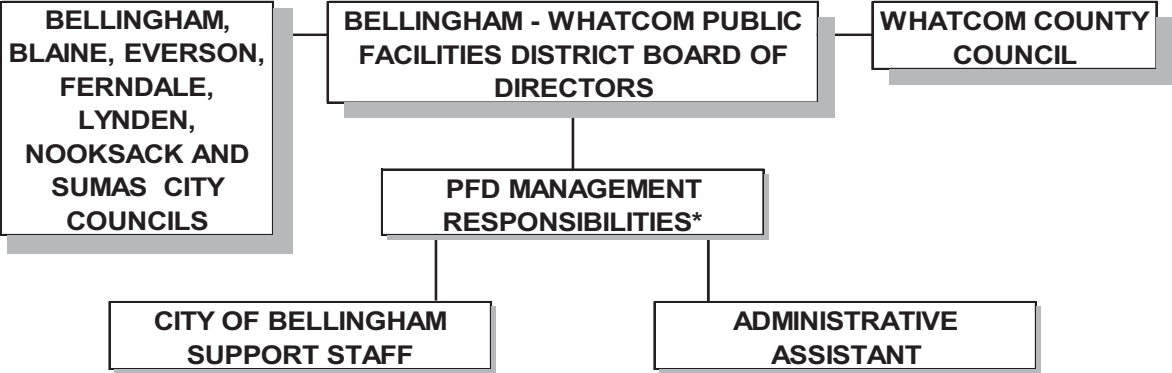 BELLINGHAM,
BLAINE, EVERSON,
FERNDALE,
LYNDEN,
NOOKSACK AND
SUMAS CITY
COUNCILS
BELLINGHAM - WHATCOM PUBLIC
FACILITIES DISTRICT BOARD OF
DIRECTORS
WHATCOM COUNTY
COUNCIL
PFD MANAGEMENT
RESPONSIBILITIES*
CITY OF BELLINGHAM
SUPPORT STAFF
ADMINISTRATIVE
ASSISTANT